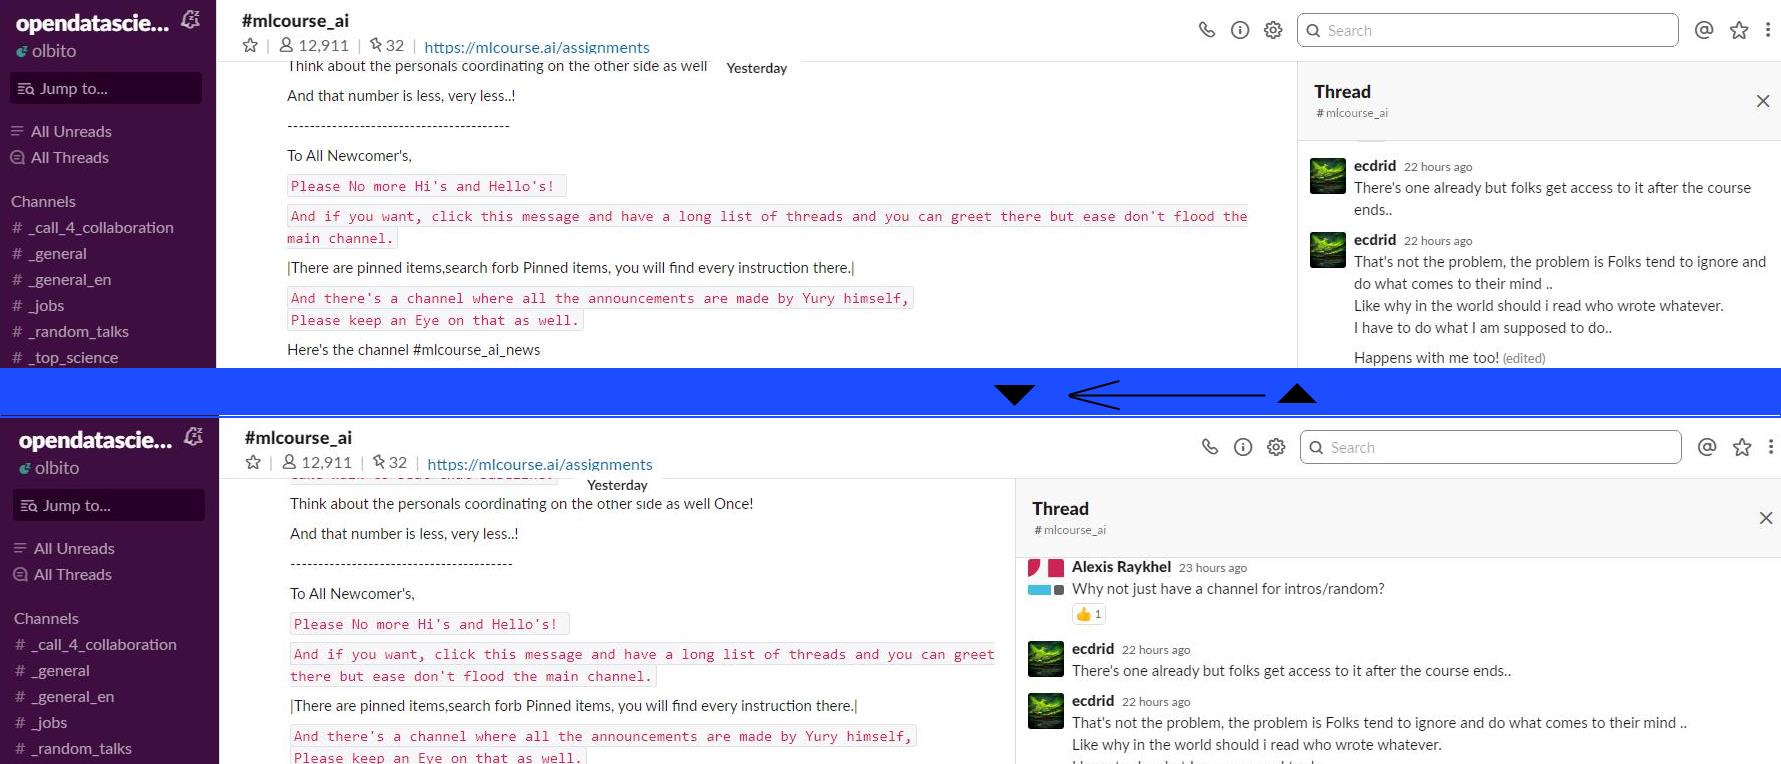 opendatascie...
olbito
Jump to...
All Unreads
All Threads
Channels
# _call_4_collaboration
# _general
# _general_en
# _jobs
# _random_talks
# _top_science
#mlcourse_ai
12,911 | 32 | https://mlcourse.ai/assignments
Search
Think about the personals coordinating on the other side as well
Yesterday
And that number is less, very less..!
----------------------------------------
To All Newcomer's,
Please No more Hi's and Hello's!
And if you want, click this message and have a long list of threads and you can greet there but ease don't flood the
main channel.
|There are pinned items,search forb Pinned items, you will find every instruction there.|
And there's a channel where all the announcements are made by Yury himself,
Please keep an Eye on that as well.
Here's the channel #mlcourse_ai_news
Thread
# mlcourse_ai
ecdrid 22 hours ago
There's one already but folks get access to it after the course
ends..
ecdrid 22 hours ago
That's not the problem, the problem is Folks tend to ignore and
do what comes to their mind ..
Like why in the world should i read who wrote whatever.
I have to do what I am supposed to do..
Happens with me too! (edited)
opendatascie...
olbito
Jump to...
All Unreads
All Threads
Channels
# _call_4_collaboration
# _general
# _general_en
# _jobs
# _random_talks
#mlcourse_ai
12,911 | 32 | https://mlcourse.ai/assignments
Search
Yesterday
Think about the personals coordinating on the other side as well Once!
And that number is less, very less..!
----------------------------------------
To All Newcomer's,
Please No more Hi's and Hello's!
And if you want, click this message and have a long list of threads and you can greet
there but ease don't flood the main channel.
|There are pinned items,search forb Pinned items, you will find every instruction there.|
And there's a channel where all the announcements are made by Yury himself,
Please keep an Eye on that as well.
Thread
# mlcourse_ai
Alexis Raykhel 23 hours ago
Why not just have a channel for intros/random?
1
ecdrid 22 hours ago
There's one already but folks get access to it after the course ends..
ecdrid 22 hours ago
That's not the problem, the problem is Folks tend to ignore and do what comes to their mind ..
Like why in the world should i read who wrote whatever.